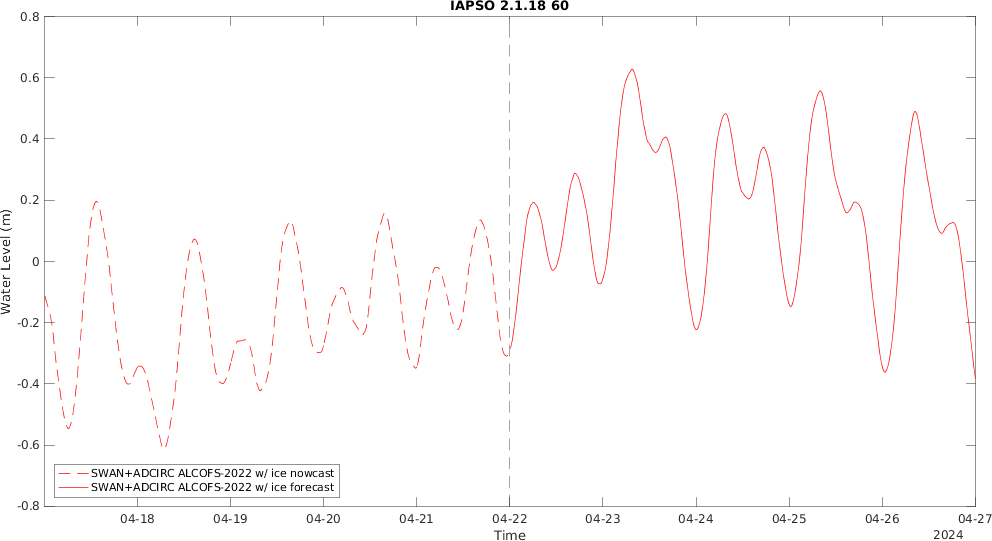 IAPSO 2.1.18 60
0.8
0.6
0.4
0.2
0
-0.2
-0.4
-0.6
-0.8
Water Level (m)
SWAN+ADCIRC ALCOFS-2022 w/ ice nowcast
SWAN+ADCIRC ALCOFS-2022 w/ ice forecast
04-18 04-19 04-20 04-21 04-22 04-23 04-24 04-25 04-26 04-27
Time
2024